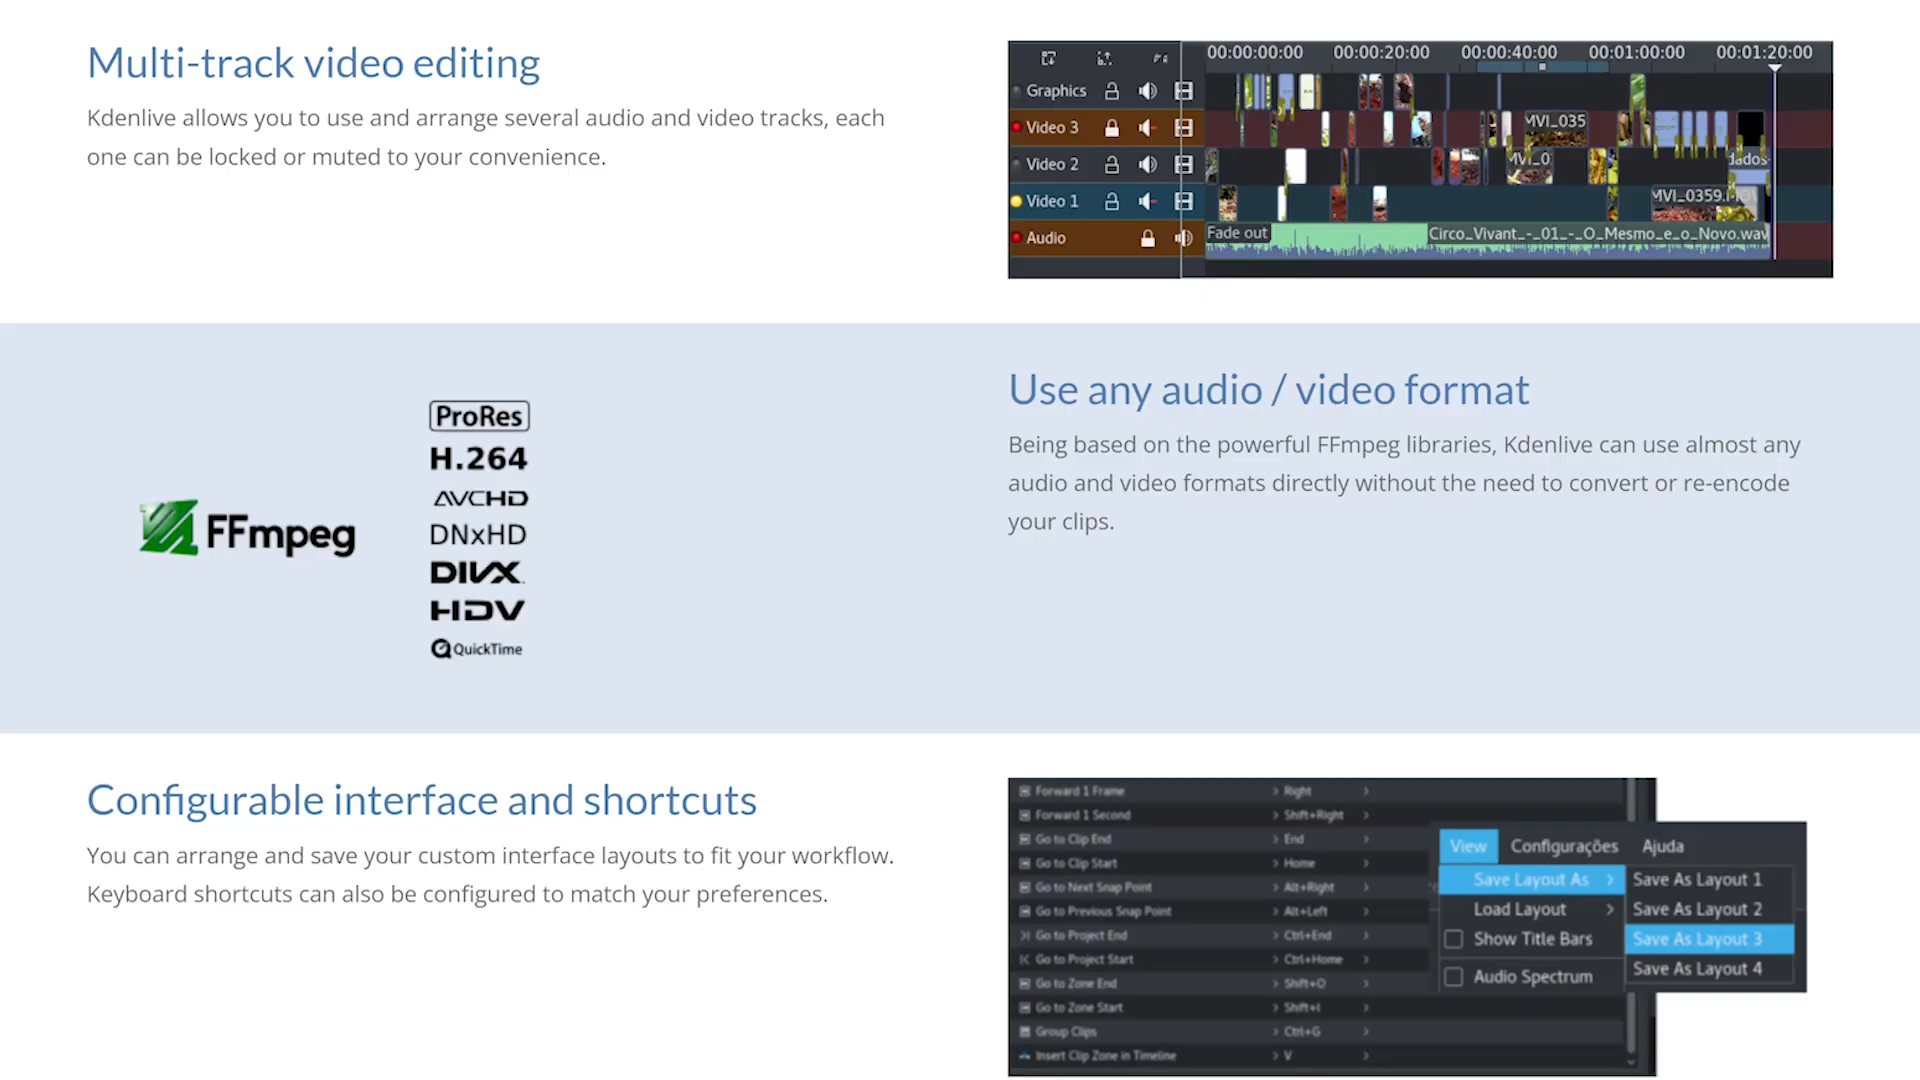 Multi-track video editing
Kdenlive allows you to use and arrange several audio and video tracks, each
one can be locked or muted to your convenience.
00:00:00:00 00:00:20:00 00:00:40:00 00:01:00:00 00:01:20:00
Graphics
Video 3
MVI_035
Video 2
MVI_0
dados
Video 1
MVI_0359.MOV
Audio
Fade out
Circo_Vivant_-_01_-_O_Mesmo_e_o_Novo.wav
ProRes
H.264
AVCHD
DNxHD
DIVX
HDV
QuickTime
FFmpeg
Use any audio / video format
Being based on the powerful FFmpeg libraries, Kdenlive can use almost any
audio and video formats directly without the need to convert or re-encode
your clips.
Configurable interface and shortcuts
You can arrange and save your custom interface layouts to fit your workflow.
Keyboard shortcuts can also be configured to match your preferences.
Forward 1 Frame Right
Forward 1 Second Shift+Right
Go to Clip End End
Go to Clip Start Home
Go to Next Snap Point Alt+Right
Go to Previous Snap Point Alt+Left
Go to Project End Ctrl+End
Go to Project Start Ctrl+Home
Go to Zone End Shift+O
Go to Zone Start Shift+I
Group Clips Ctrl+G
Insert Clip Zone in Timeline V
View Configurações Ajuda
Save Layout As
Load Layout
Show Title Bars
Audio Spectrum
Save As Layout 1
Save As Layout 2
Save As Layout 3
Save As Layout 4